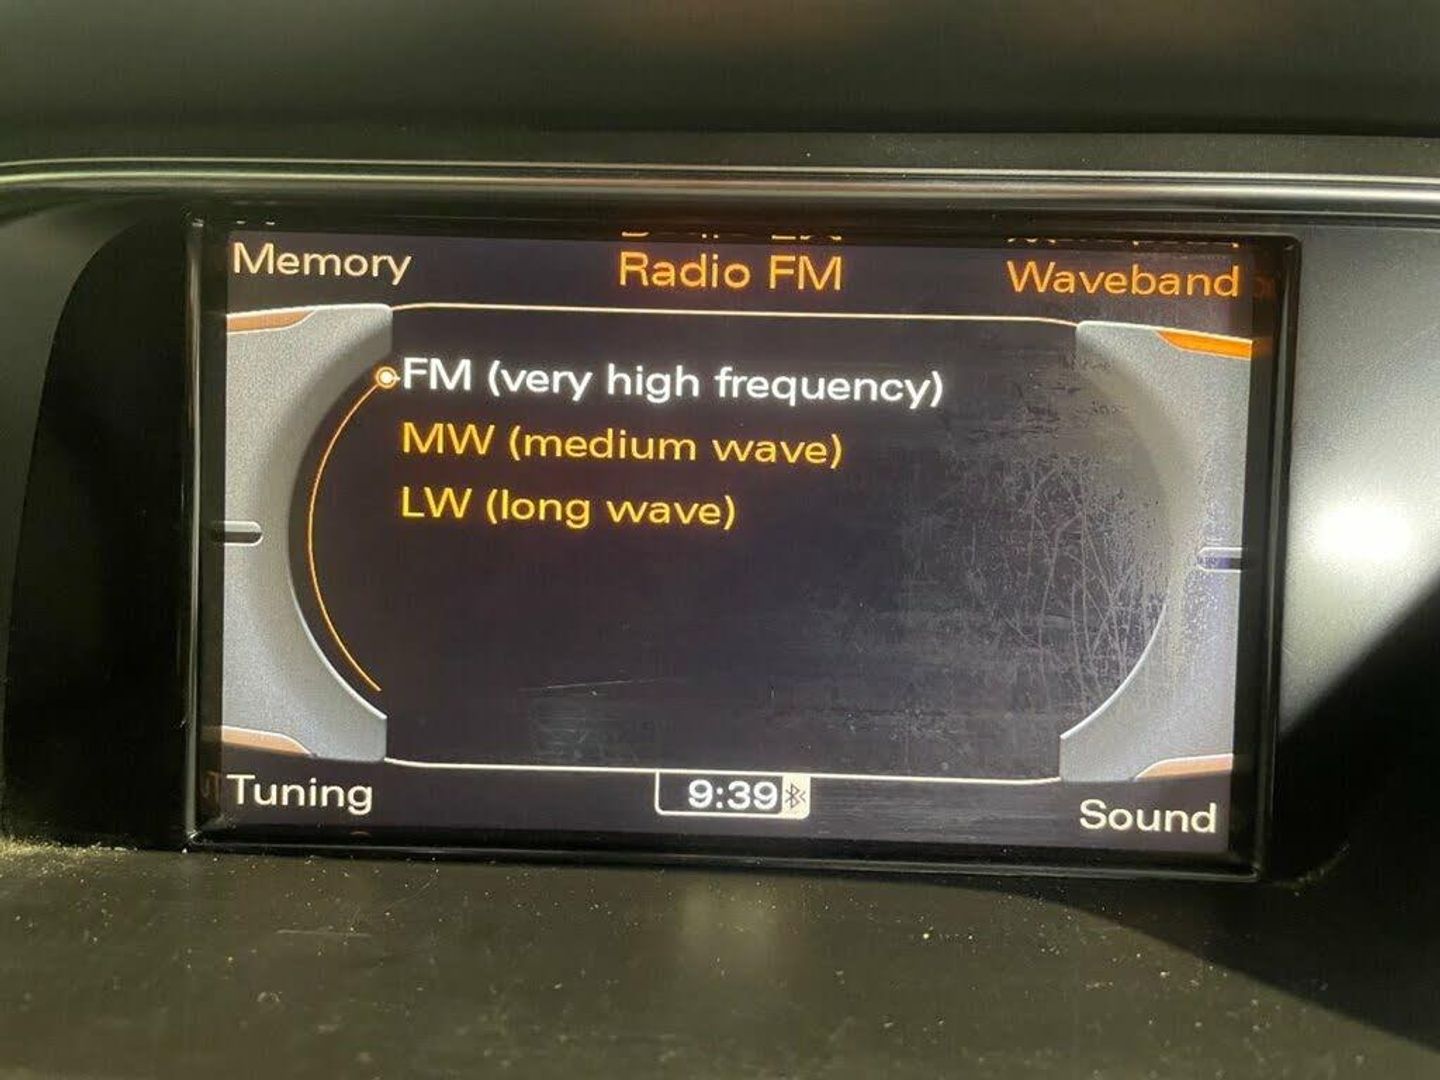 Memory
Radio FM
Waveband
FM (very high frequency)
MW (medium wave)
LW (long wave)
Tuning
9:39
Sound